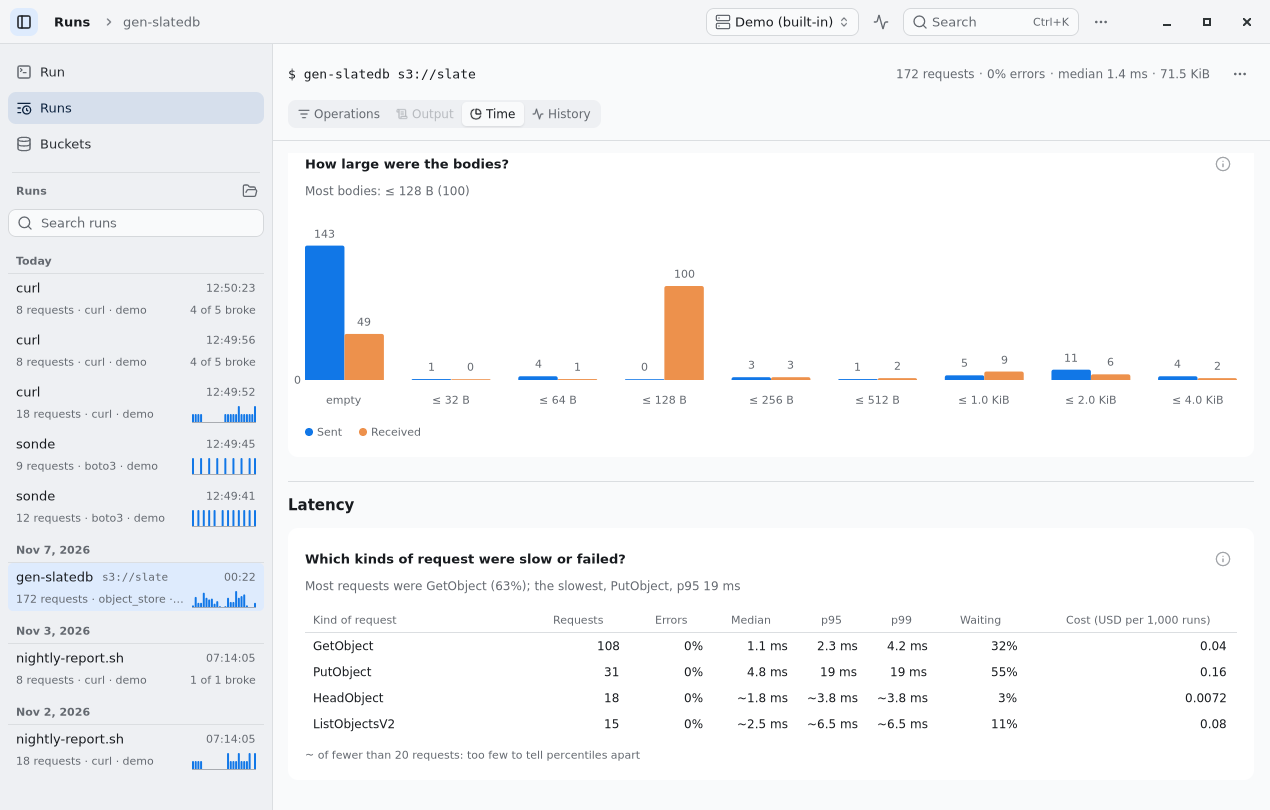 Runs > gen-slatedb
Demo (built-in)
Search Ctrl+K
Run
Runs
Buckets
Runs
Search runs
Today
curl 12:50:23
8 requests · curl · demo 4 of 5 broke
curl 12:49:56
8 requests · curl · demo 4 of 5 broke
curl 12:49:52
18 requests · curl · demo
sonde 12:49:45
9 requests · boto3 · demo
sonde 12:49:41
12 requests · boto3 · demo
Nov 7, 2026
gen-slatedb s3://slate 00:22
172 requests · object_store ·…
Nov 3, 2026
nightly-report.sh 07:14:05
8 requests · curl · demo 1 of 1 broke
Nov 2, 2026
nightly-report.sh 07:14:05
18 requests · curl · demo
$ gen-slatedb s3://slate
172 requests · 0% errors · median 1.4 ms · 71.5 KiB
Operations Output Time History
How large were the bodies?
Most bodies: ≤ 128 B (100)
143 49 1 0 4 1 0 100 3 3 1 2 5 9 11 6 4 2
0
empty ≤ 32 B ≤ 64 B ≤ 128 B ≤ 256 B ≤ 512 B ≤ 1.0 KiB ≤ 2.0 KiB ≤ 4.0 KiB
Sent Received
Latency
Which kinds of request were slow or failed?
Most requests were GetObject (63%); the slowest, PutObject, p95 19 ms
Kind of request Requests Errors Median p95 p99 Waiting Cost (USD per 1,000 runs)
GetObject 108 0% 1.1 ms 2.3 ms 4.2 ms 32% 0.04
PutObject 31 0% 4.8 ms 19 ms 19 ms 55% 0.16
HeadObject 18 0% ~1.8 ms ~3.8 ms ~3.8 ms 3% 0.0072
ListObjectsV2 15 0% ~2.5 ms ~6.5 ms ~6.5 ms 11% 0.08
~ of fewer than 20 requests: too few to tell percentiles apart